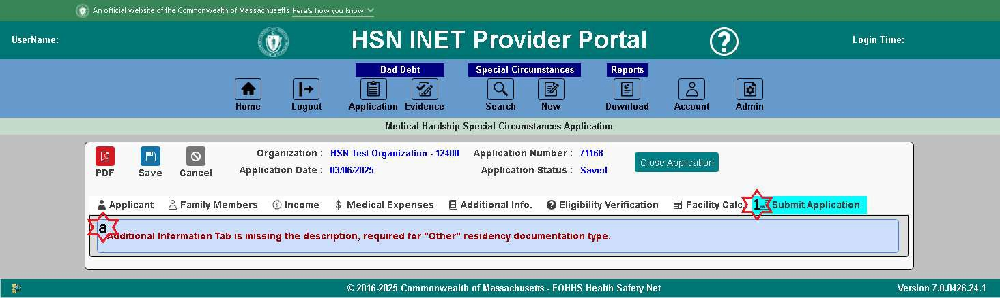 An official website of the Commonwealth of Massachusetts Here's how you know
UserName:
HSN INET Provider Portal
?
Login Time:
Bad Debt Special Circumstances Reports
Home Logout Application Evidence Search New Download Account Admin
Medical Hardship Special Circumstances Application
PDF Save Cancel
Organization : HSN Test Organization - 12400 Application Number : 71168
Application Date : 03/06/2025 Application Status : Saved
Close Application
Applicant Family Members Income $ Medical Expenses Additional Info. Eligibility Verification Facility Calc. 1 Submit Application
a
Additional Information Tab is missing the description, required for "Other" residency documentation type.
© 2016-2025 Commonwealth of Massachusetts - EOHHS Health Safety Net
Version 7.0.0426.24.1